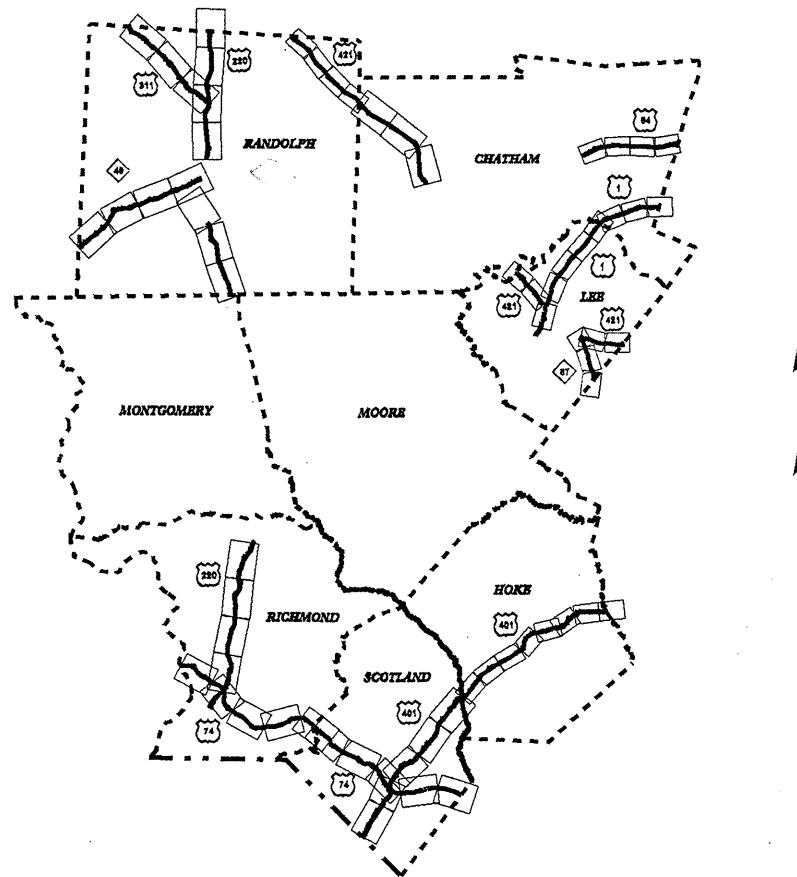 220
421
311
RANDOLPH
64
CHATHAM
49
1
1
LEE
421
421
87
MONTGOMERY
MOORE
220
HOKE
RICHMOND
401
SCOTLAND
401
74
74